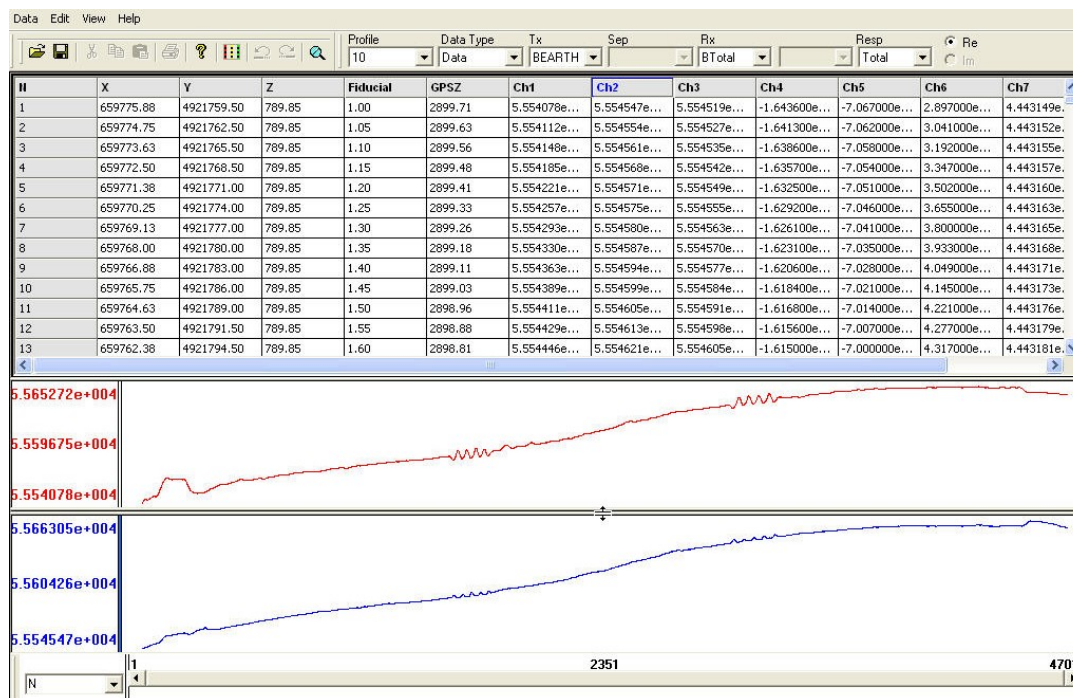 Data Edit View Help
Profile Data Type Tx Sep Rx Resp Re
10 Data BEARTH BTotal Total Im
N X Y Z Fiducial GPSZ Ch1 Ch2 Ch3 Ch4 Ch5 Ch6 Ch7
1 659775.88 4921759.50 789.85 1.00 2899.71 5.554078e... 5.554547e... 5.554519e... -1.643600e... -7.067000e... 2.897000e... 4.443149e.
2 659774.75 4921762.50 789.85 1.05 2899.63 5.554112e... 5.554554e... 5.554527e... -1.641300e... -7.062000e... 3.041000e... 4.443152e.
3 659773.63 4921765.50 789.85 1.10 2899.56 5.554148e... 5.554561e... 5.554535e... -1.638600e... -7.058000e... 3.192000e... 4.443155e.
4 659772.50 4921768.50 789.85 1.15 2899.48 5.554185e... 5.554568e... 5.554542e... -1.635700e... -7.054000e... 3.347000e... 4.443157e.
5 659771.38 4921771.00 789.85 1.20 2899.41 5.554221e... 5.554571e... 5.554549e... -1.632500e... -7.051000e... 3.502000e... 4.443160e.
6 659770.25 4921774.00 789.85 1.25 2899.33 5.554257e... 5.554575e... 5.554555e... -1.629200e... -7.046000e... 3.655000e... 4.443163e.
7 659769.13 4921777.00 789.85 1.30 2899.26 5.554293e... 5.554580e... 5.554563e... -1.626100e... -7.041000e... 3.800000e... 4.443165e.
8 659768.00 4921780.00 789.85 1.35 2899.18 5.554330e... 5.554587e... 5.554570e... -1.623100e... -7.035000e... 3.933000e... 4.443168e.
9 659766.88 4921783.00 789.85 1.40 2899.11 5.554363e... 5.554594e... 5.554577e... -1.620600e... -7.028000e... 4.049000e... 4.443171e.
10 659765.75 4921786.00 789.85 1.45 2899.03 5.554389e... 5.554599e... 5.554584e... -1.618400e... -7.021000e... 4.145000e... 4.443173e.
11 659764.63 4921789.00 789.85 1.50 2898.96 5.554411e... 5.554605e... 5.554591e... -1.616800e... -7.014000e... 4.221000e... 4.443176e.
12 659763.50 4921791.50 789.85 1.55 2898.88 5.554429e... 5.554613e... 5.554598e... -1.615600e... -7.007000e... 4.277000e... 4.443179e.
13 659762.38 4921794.50 789.85 1.60 2898.81 5.554446e... 5.554621e... 5.554605e... -1.615000e... -7.000000e... 4.317000e... 4.443181e.
5.565272e+004
5.559675e+004
5.554078e+004
5.566305e+004
5.560426e+004
5.554547e+004
1 2351 470
N